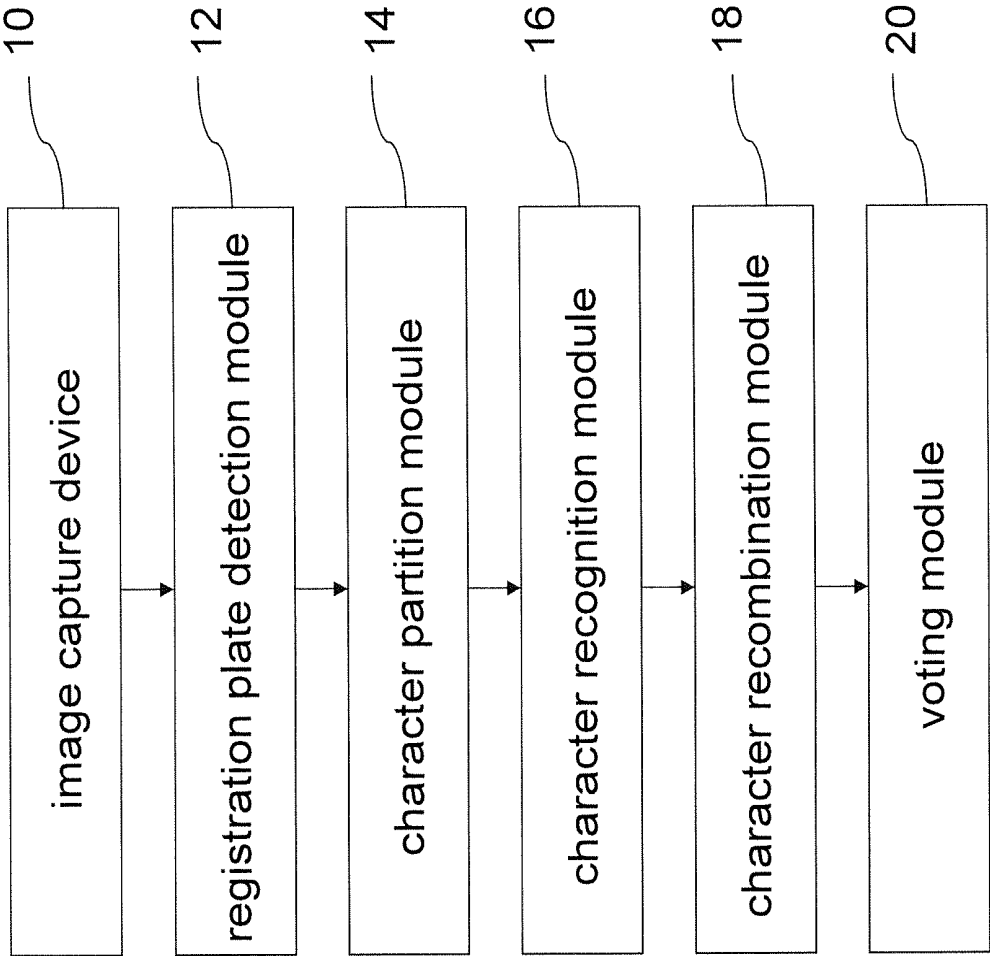 image capture device
10
registration plate detection module
12
character partition module
14
character recognition module
16
character recombination module
18
voting module
20